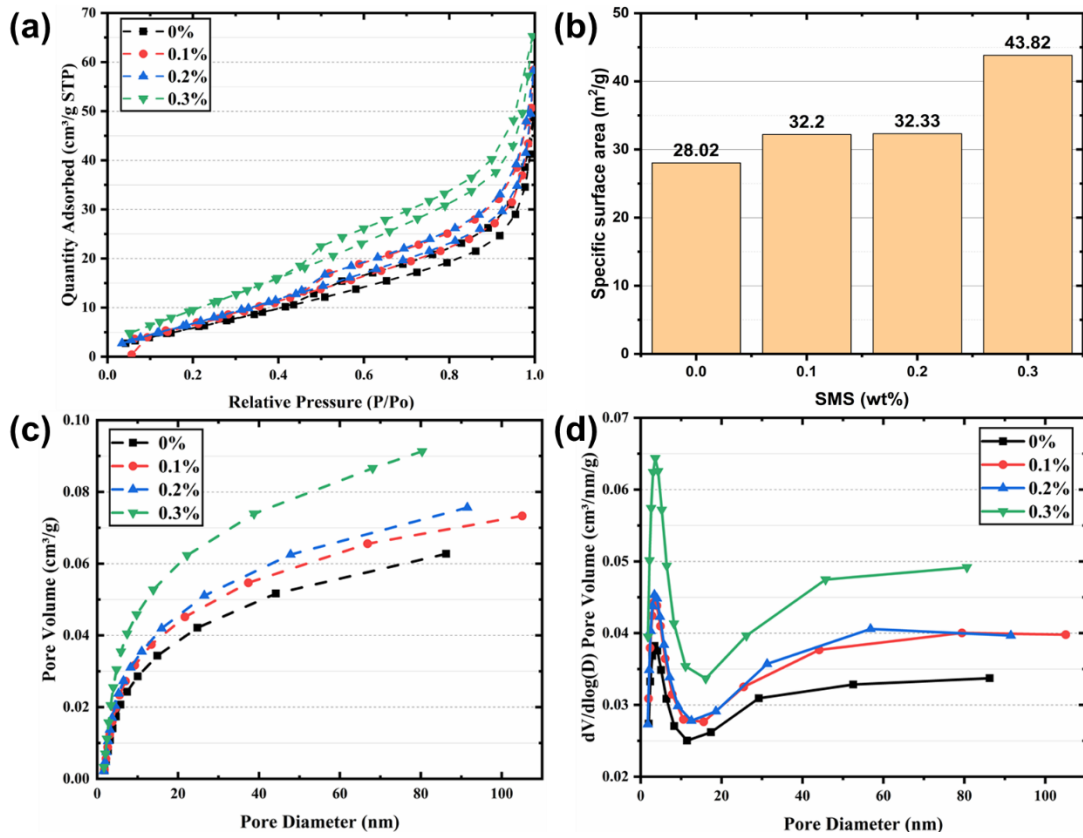 (a)
Quantity Adsorbed (cm³/g STP)
70
60
50
40
30
20
10
0
0%
0.1%
0.2%
0.3%
0.0 0.2 0.4 0.6 0.8 1.0
Relative Pressure (P/Po)
(b)
Specific surface area (m²/g)
50
40
30
20
10
0
28.02
32.2
32.33
43.82
0.0 0.1 0.2 0.3
SMS (wt%)
(c)
Pore Volume (cm³/g)
0.10
0.08
0.06
0.04
0.02
0.00
0%
0.1%
0.2%
0.3%
0 20 40 60 80 100
Pore Diameter (nm)
(d)
dV/dlog(D) Pore Volume (cm³/nm/g)
0.07
0.06
0.05
0.04
0.03
0.02
0%
0.1%
0.2%
0.3%
0 20 40 60 80 100
Pore Diameter (nm)